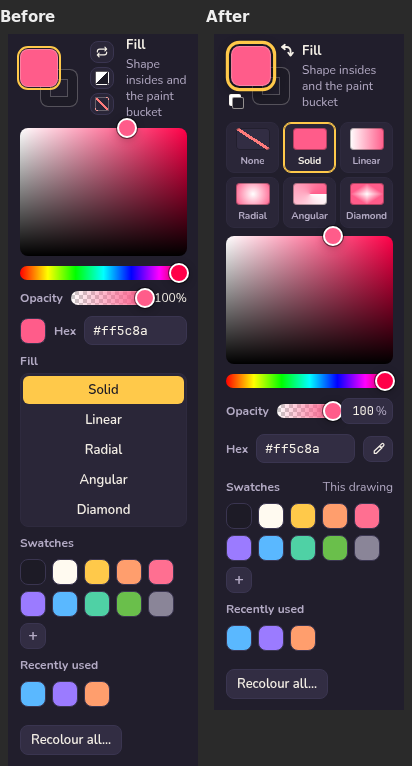 Before
Fill
Shape
insides and
the paint
bucket
Opacity
100%
Hex
#ff5c8a
Fill
Solid
Linear
Radial
Angular
Diamond
Swatches
+
Recently used
Recolour all...
After
Fill
Shape insides
and the paint
bucket
None Solid Linear
Radial Angular Diamond
Opacity
100 %
Hex
#ff5c8a
Swatches This drawing
+
Recently used
Recolour all...